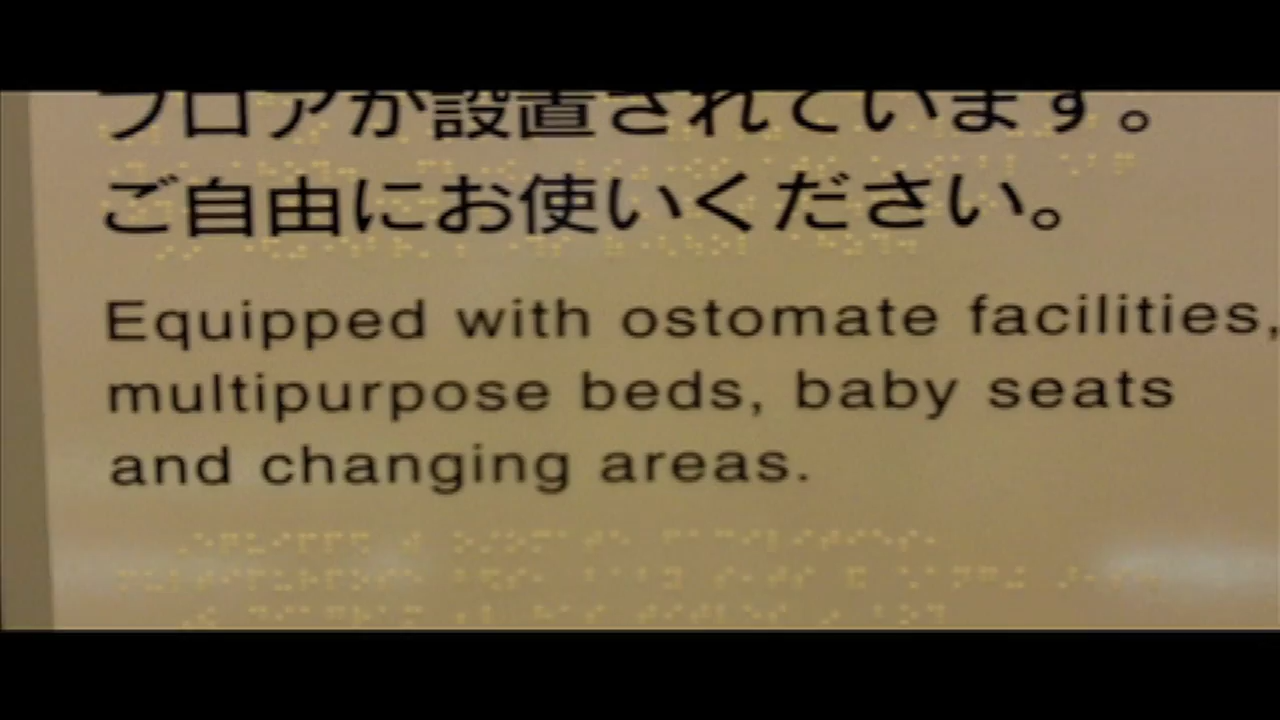 フロアが設置されています。
ご自由にお使いください。
Equipped with ostomate facilities,
multipurpose beds, baby seats
and changing areas.